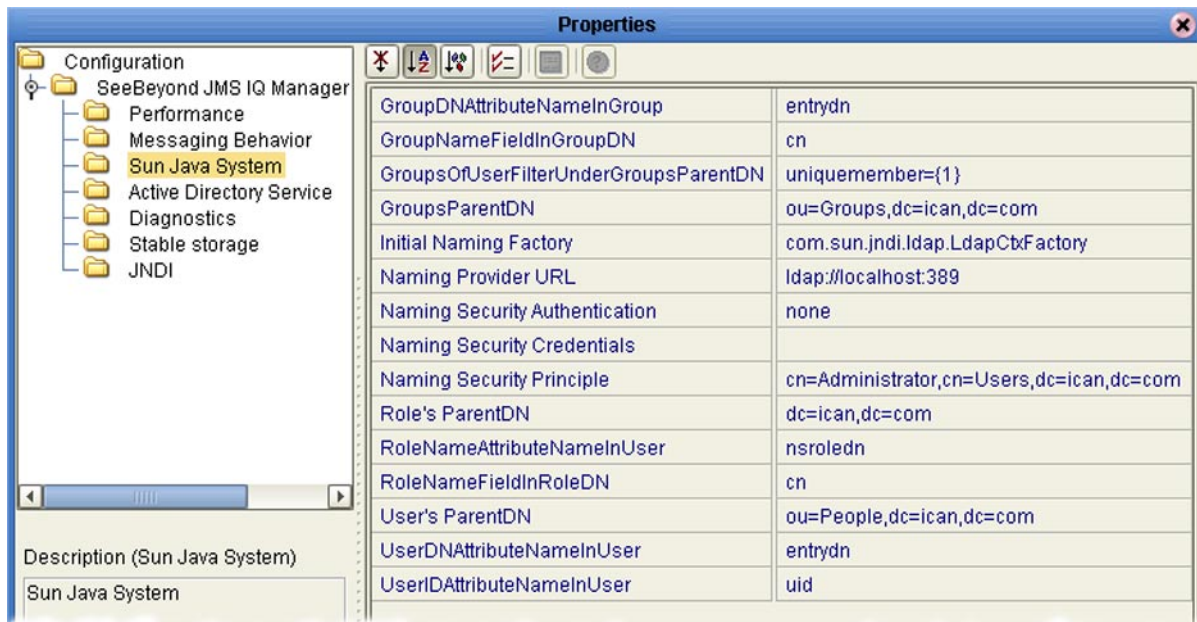 Properties
Configuration
SeeBeyond JMS IQ Manager
Performance
Messaging Behavior
Sun Java System
Active Directory Service
Diagnostics
Stable storage
JNDI
Description (Sun Java System)
Sun Java System
GroupDNAttributeNameInGroup entrydn
GroupNameFieldInGroupDN cn
GroupsOfUserFilterUnderGroupsParentDN uniquemember={1}
GroupsParentDN ou=Groups,dc=ican,dc=com
Initial Naming Factory com.sun.jndi.ldap.LdapCtxFactory
Naming Provider URL ldap://localhost:389
Naming Security Authentication none
Naming Security Credentials
Naming Security Principle cn=Administrator,cn=Users,dc=ican,dc=com
Role's ParentDN dc=ican,dc=com
RoleNameAttributeNameInUser nsroledn
RoleNameFieldInRoleDN cn
User's ParentDN ou=People,dc=ican,dc=com
UserDNAttributeNameInUser entrydn
UserIDAttributeNameInUser uid